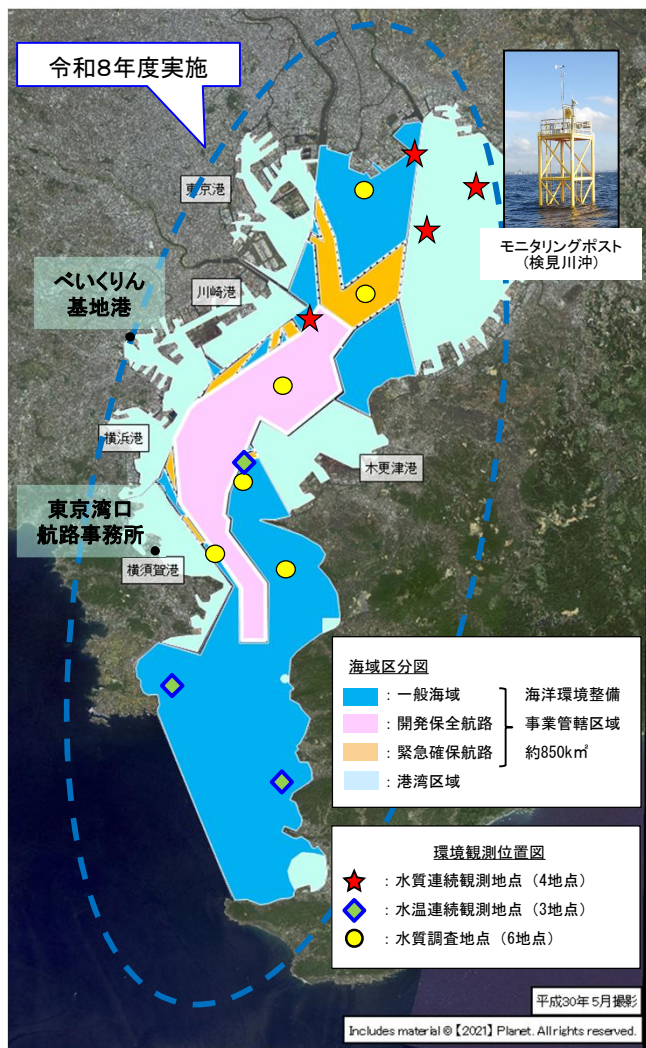 令和8年度実施
モニタリングポスト
(検見川沖)
東京港
べいくりん
基地港
川崎港
横浜港
木更津港
東京湾口
航路事務所
横須賀港
海域区分図
：一般海域
：開発保全航路
：緊急確保航路
：港湾区域
海洋環境整備
事業管轄区域
約850k㎡
環境観測位置図
：水質連続観測地点（4地点）
：水温連続観測地点（3地点）
：水質調査地点（6地点）
平成30年5月撮影
Includes material ©【2021】Planet. All rights reserved.